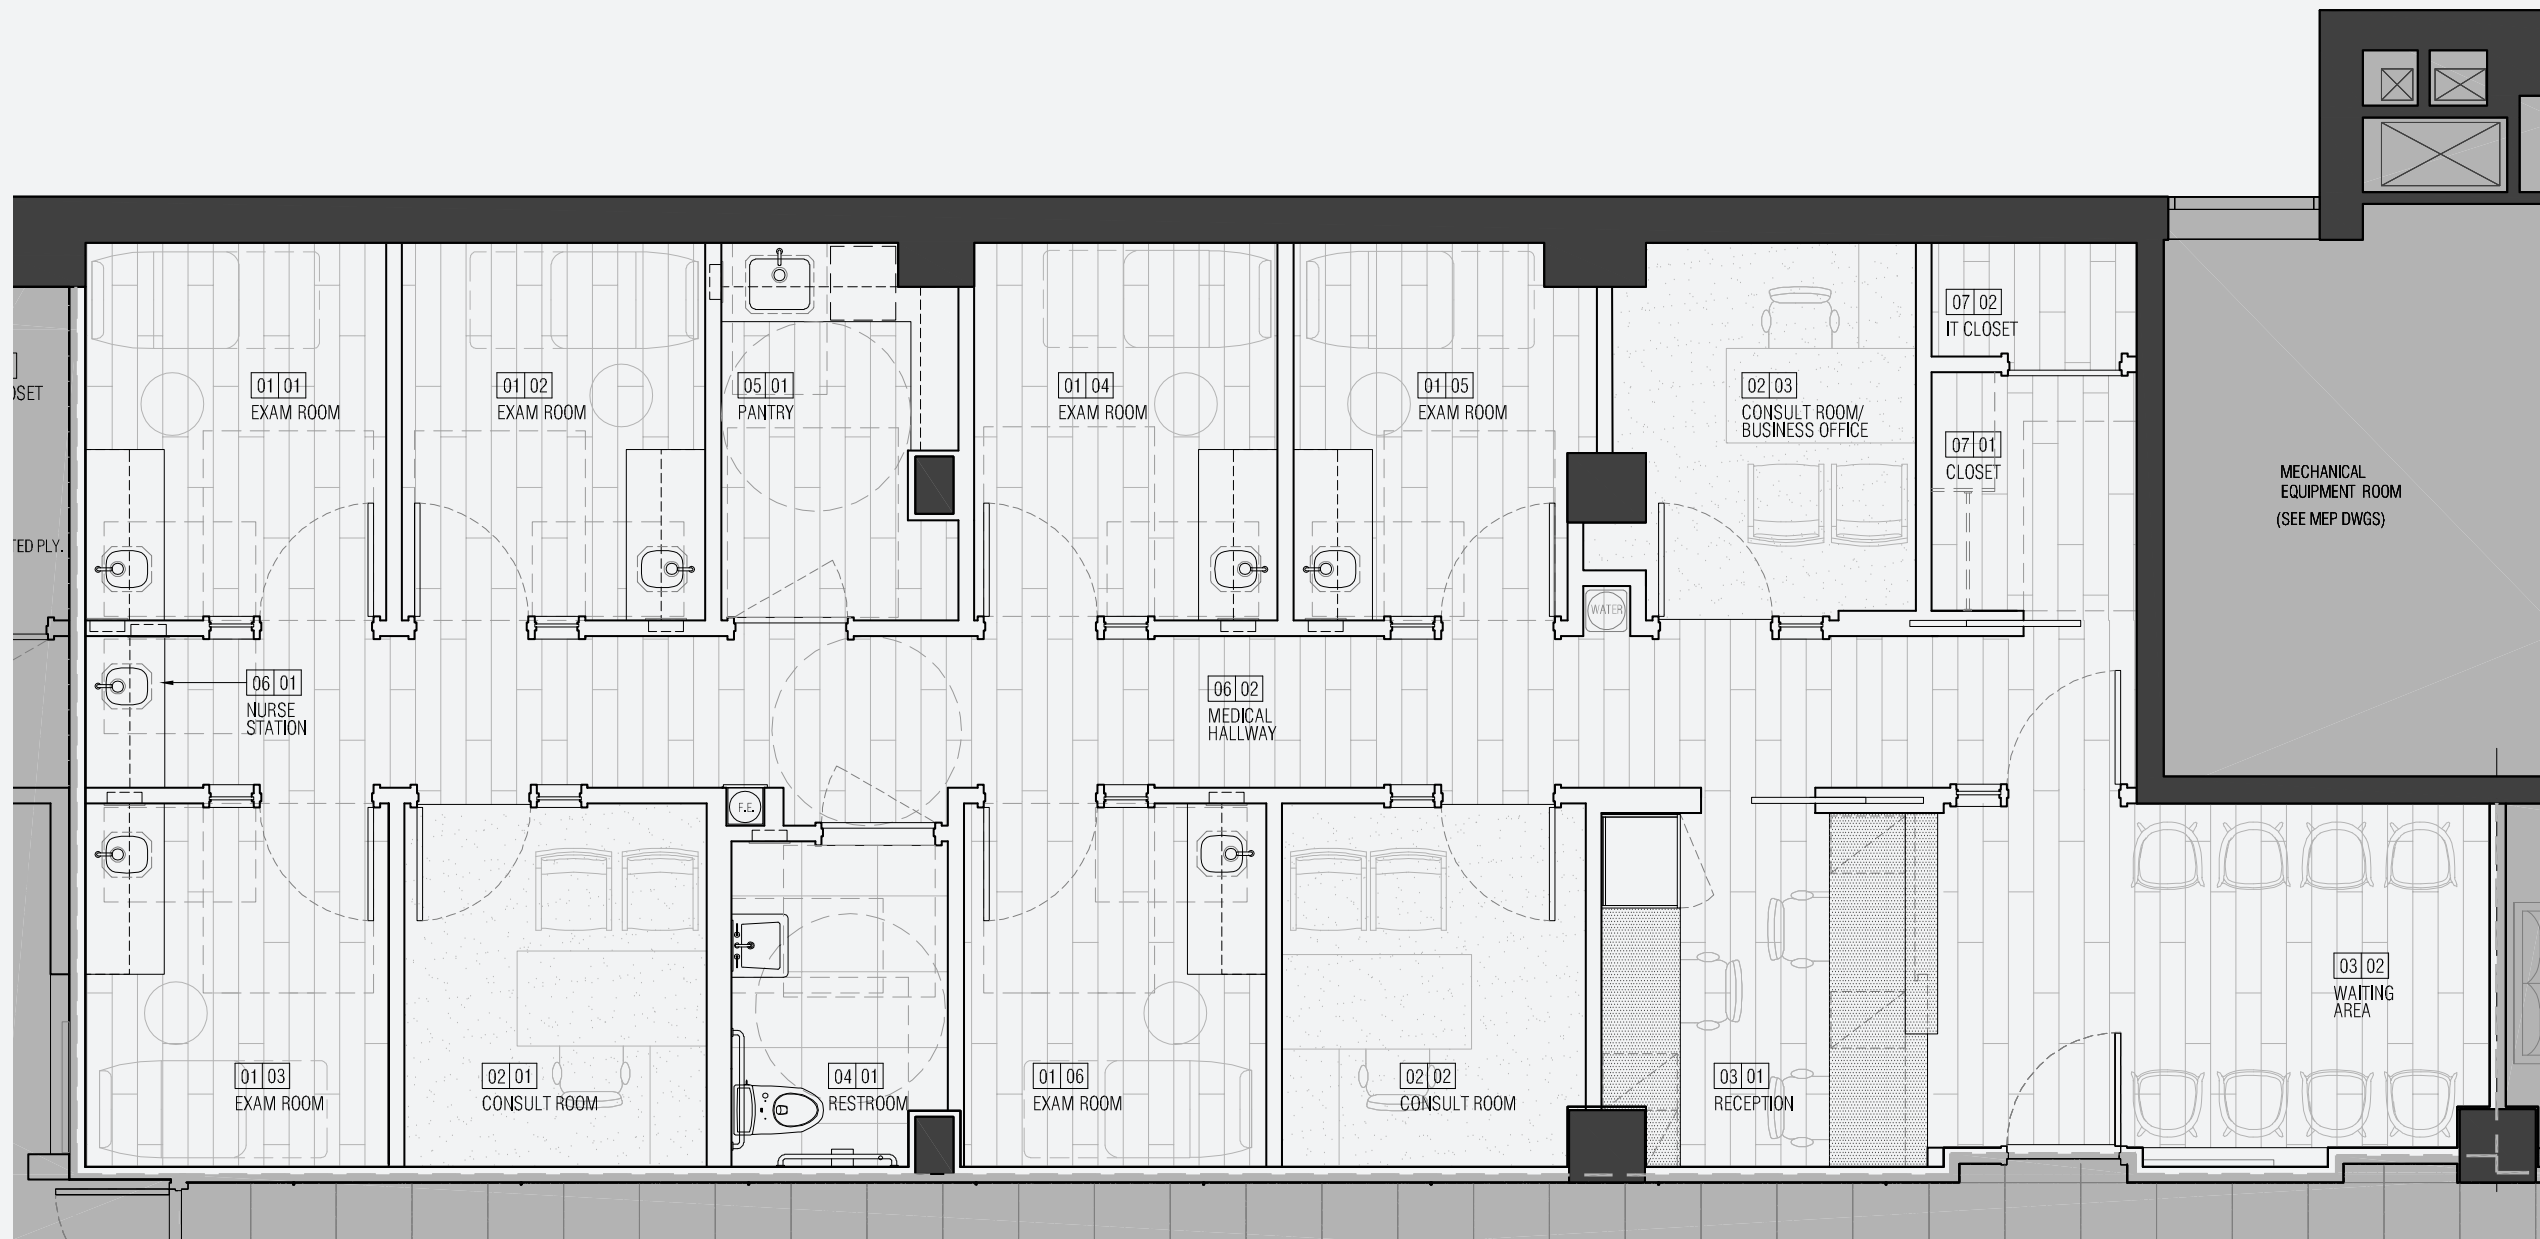 07 02
IT CLOSET
01 01
EXAM ROOM
01 02
EXAM ROOM
05 01
PANTRY
01 04
EXAM ROOM
01 05
EXAM ROOM
02 03
CONSULT ROOM/
BUSINESS OFFICE
07 01
CLOSET
MECHANICAL
EQUIPMENT ROOM
(SEE MEP DWGS)
OSET
TED PLY.
WATER
06 01
NURSE
STATION
06 02
MEDICAL
HALLWAY
F.E.
03 02
WAITING
AREA
01 03
EXAM ROOM
02 01
CONSULT ROOM
04 01
RESTROOM
01 06
EXAM ROOM
02 02
CONSULT ROOM
03 01
RECEPTION